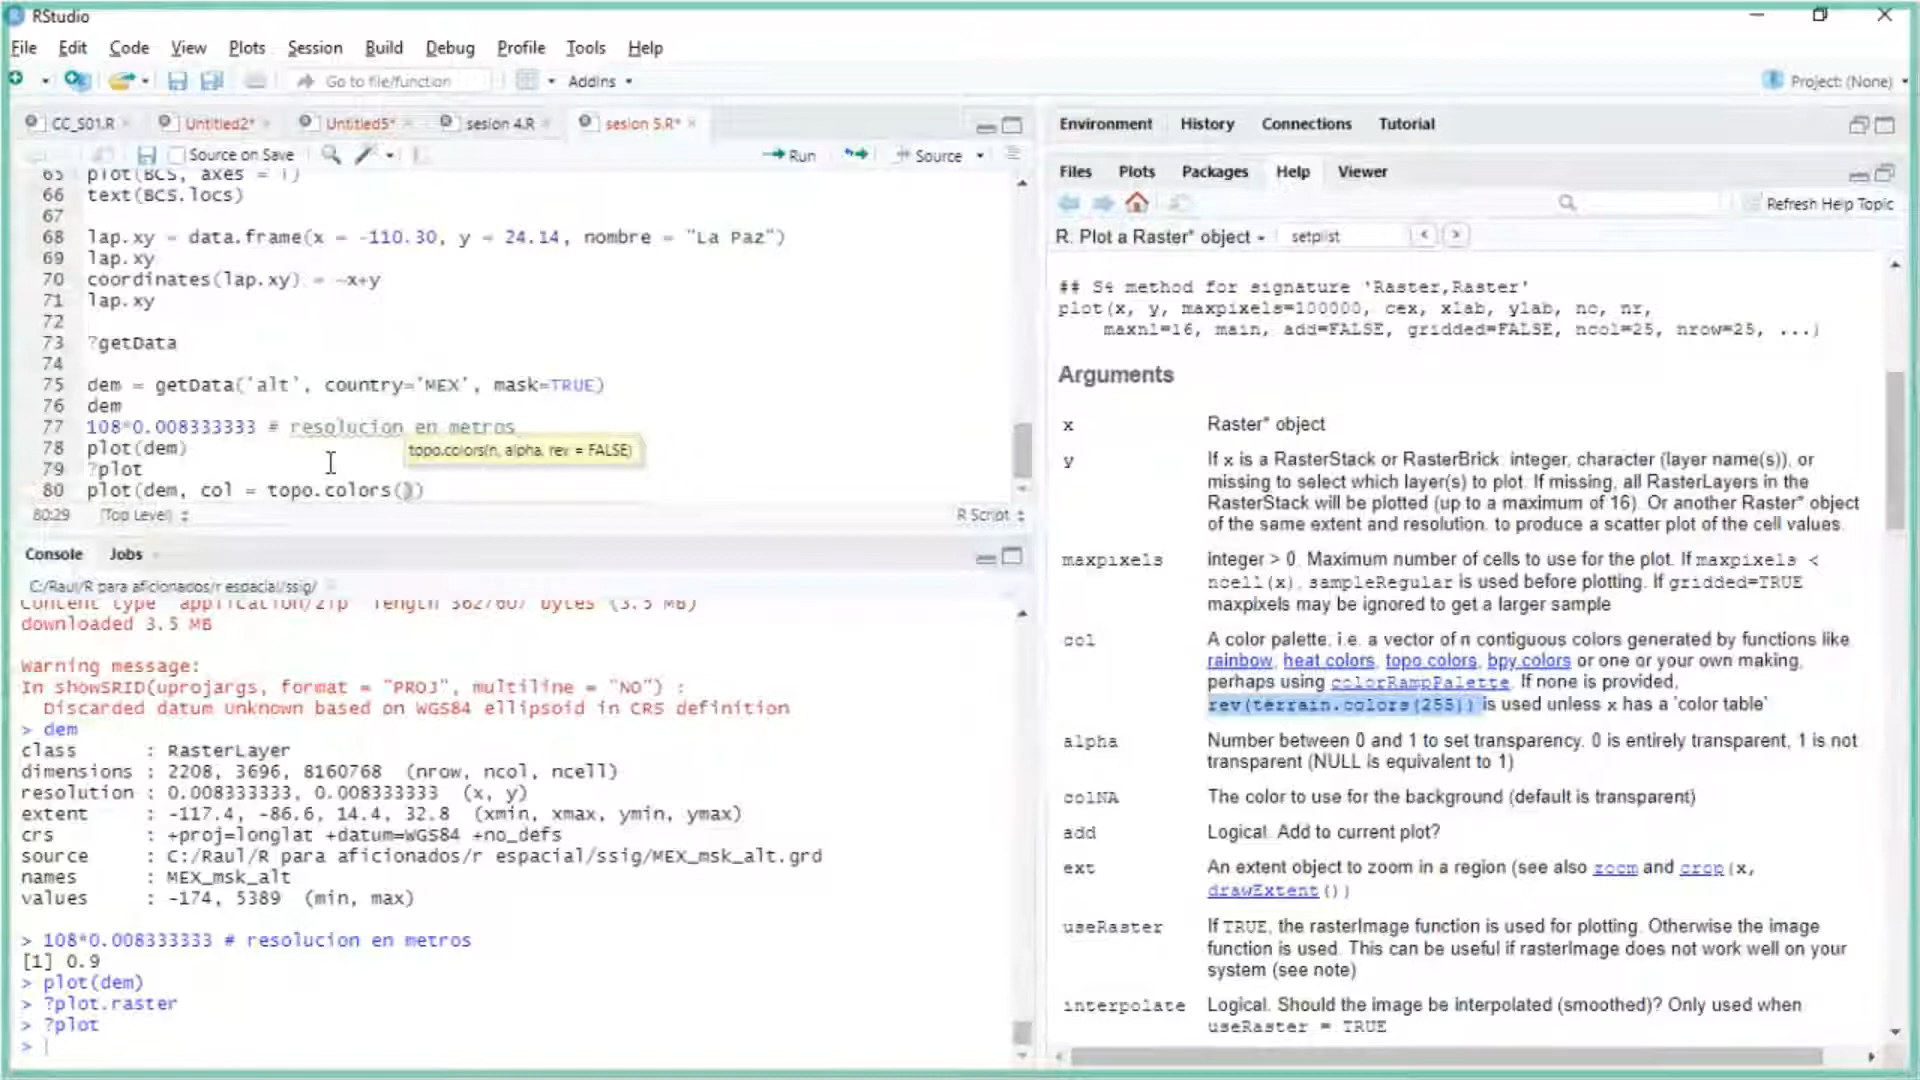 RStudio
File Edit Code View Plots Session Build Debug Profile Tools Help
Go to file/function Addins Project: (None)
CC_S01.R Untitled2* Untitled5* sesion 4.R sesion 5.R*
Source on Save Run Source
65 plot(BCS, axes = T)
66 text(BCS.locs)
67
68 lap.xy = data.frame(x = -110.30, y = 24.14, nombre = "La Paz")
69 lap.xy
70 coordinates(lap.xy) = ~x+y
71 lap.xy
72
73 ?getData
74
75 dem = getData('alt', country='MEX', mask=TRUE)
76 dem
77 108*0.008333333 # resolucion en metros
78 plot(dem)
topo.colors(n, alpha, rev = FALSE)
79 ?plot
80 plot(dem, col = topo.colors())
80:29 (Top Level) R Script
Console Jobs
C:/Raul/R para aficionados/r espacial/ssig/
Content type 'application/zip' length 3627607 bytes (3.5 MB)
downloaded 3.5 MB
Warning message:
In showSRID(uprojargs, format = "PROJ", multiline = "NO") :
Discarded datum unknown based on WGS84 ellipsoid in CRS definition
> dem
class : RasterLayer
dimensions : 2208, 3696, 8160768 (nrow, ncol, ncell)
resolution : 0.008333333, 0.008333333 (x, y)
extent : -117.4, -86.6, 14.4, 32.8 (xmin, xmax, ymin, ymax)
crs : +proj=longlat +datum=WGS84 +no_defs
source : C:/Raul/R para aficionados/r espacial/ssig/MEX_msk_alt.grd
names : MEX_msk_alt
values : -174, 5389 (min, max)
> 108*0.008333333 # resolucion en metros
[1] 0.9
> plot(dem)
> ?plot.raster
> ?plot
>
Environment History Connections Tutorial
Files Plots Packages Help Viewer
Refresh Help Topic
R: Plot a Raster* object setplist
## S4 method for signature 'Raster,Raster'
plot(x, y, maxpixels=100000, cex, xlab, ylab, nc, nr,
maxnl=16, main, add=FALSE, gridded=FALSE, ncol=25, nrow=25, ...)
Arguments
x Raster* object
y If x is a RasterStack or RasterBrick: integer, character (layer name(s)), or
missing to select which layer(s) to plot. If missing, all RasterLayers in the
RasterStack will be plotted (up to a maximum of 16). Or another Raster* object
of the same extent and resolution, to produce a scatter plot of the cell values.
maxpixels integer > 0. Maximum number of cells to use for the plot. If maxpixels <
ncell(x), sampleRegular is used before plotting. If gridded=TRUE
maxpixels may be ignored to get a larger sample
col A color palette, i.e. a vector of n contiguous colors generated by functions like
rainbow, heat.colors, topo.colors, bpy.colors or one or your own making,
perhaps using colorRampPalette. If none is provided,
rev(terrain.colors(255)) is used unless x has a 'color table'
alpha Number between 0 and 1 to set transparency. 0 is entirely transparent, 1 is not
transparent (NULL is equivalent to 1)
colNA The color to use for the background (default is transparent)
add Logical. Add to current plot?
ext An extent object to zoom in a region (see also zoom and crop(x,
drawExtent())
useRaster If TRUE, the rasterImage function is used for plotting. Otherwise the image
function is used. This can be useful if rasterImage does not work well on your
system (see note)
interpolate Logical. Should the image be interpolated (smoothed)? Only used when
useRaster = TRUE